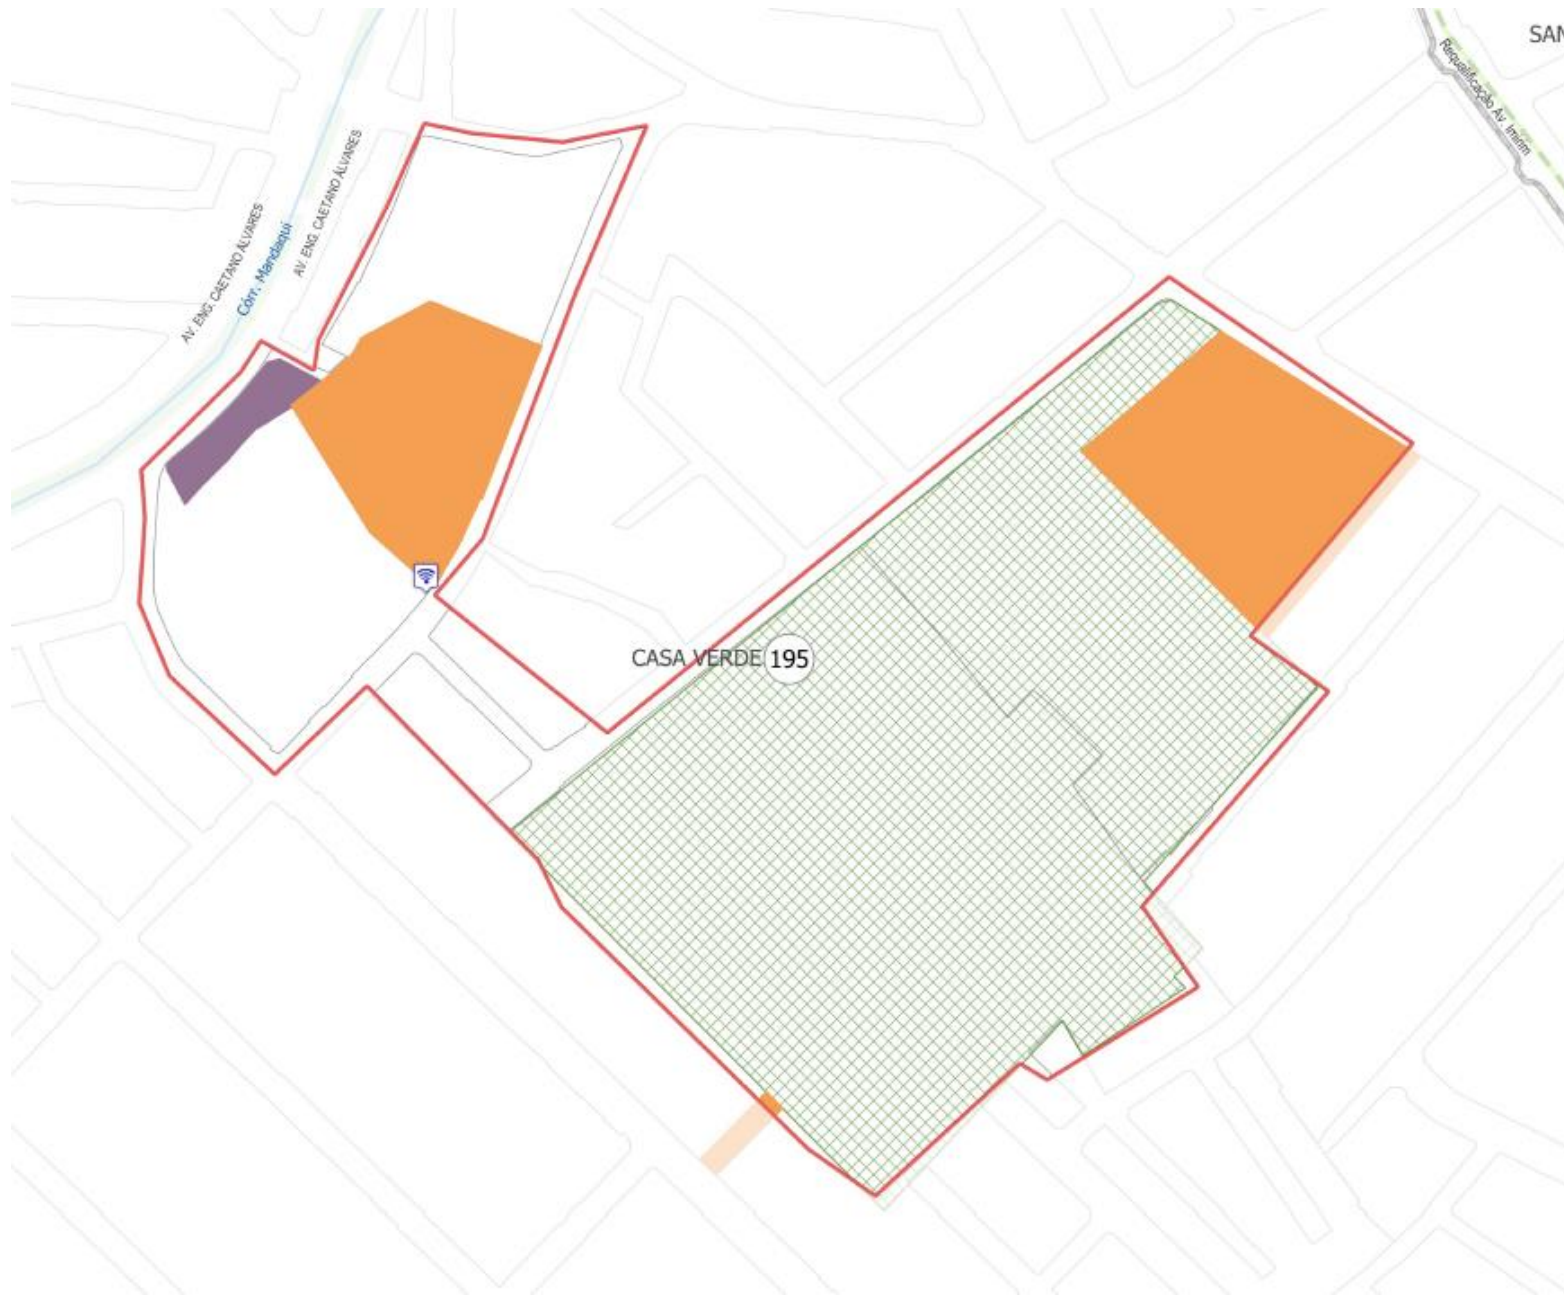 SAN
Requalificação Av. Imirim
AV. ENG. CAETANO ÁLVARES
AV. ENG. CAETANO ÁLVARES
Córr. Mandaqui
CASA VERDE 195